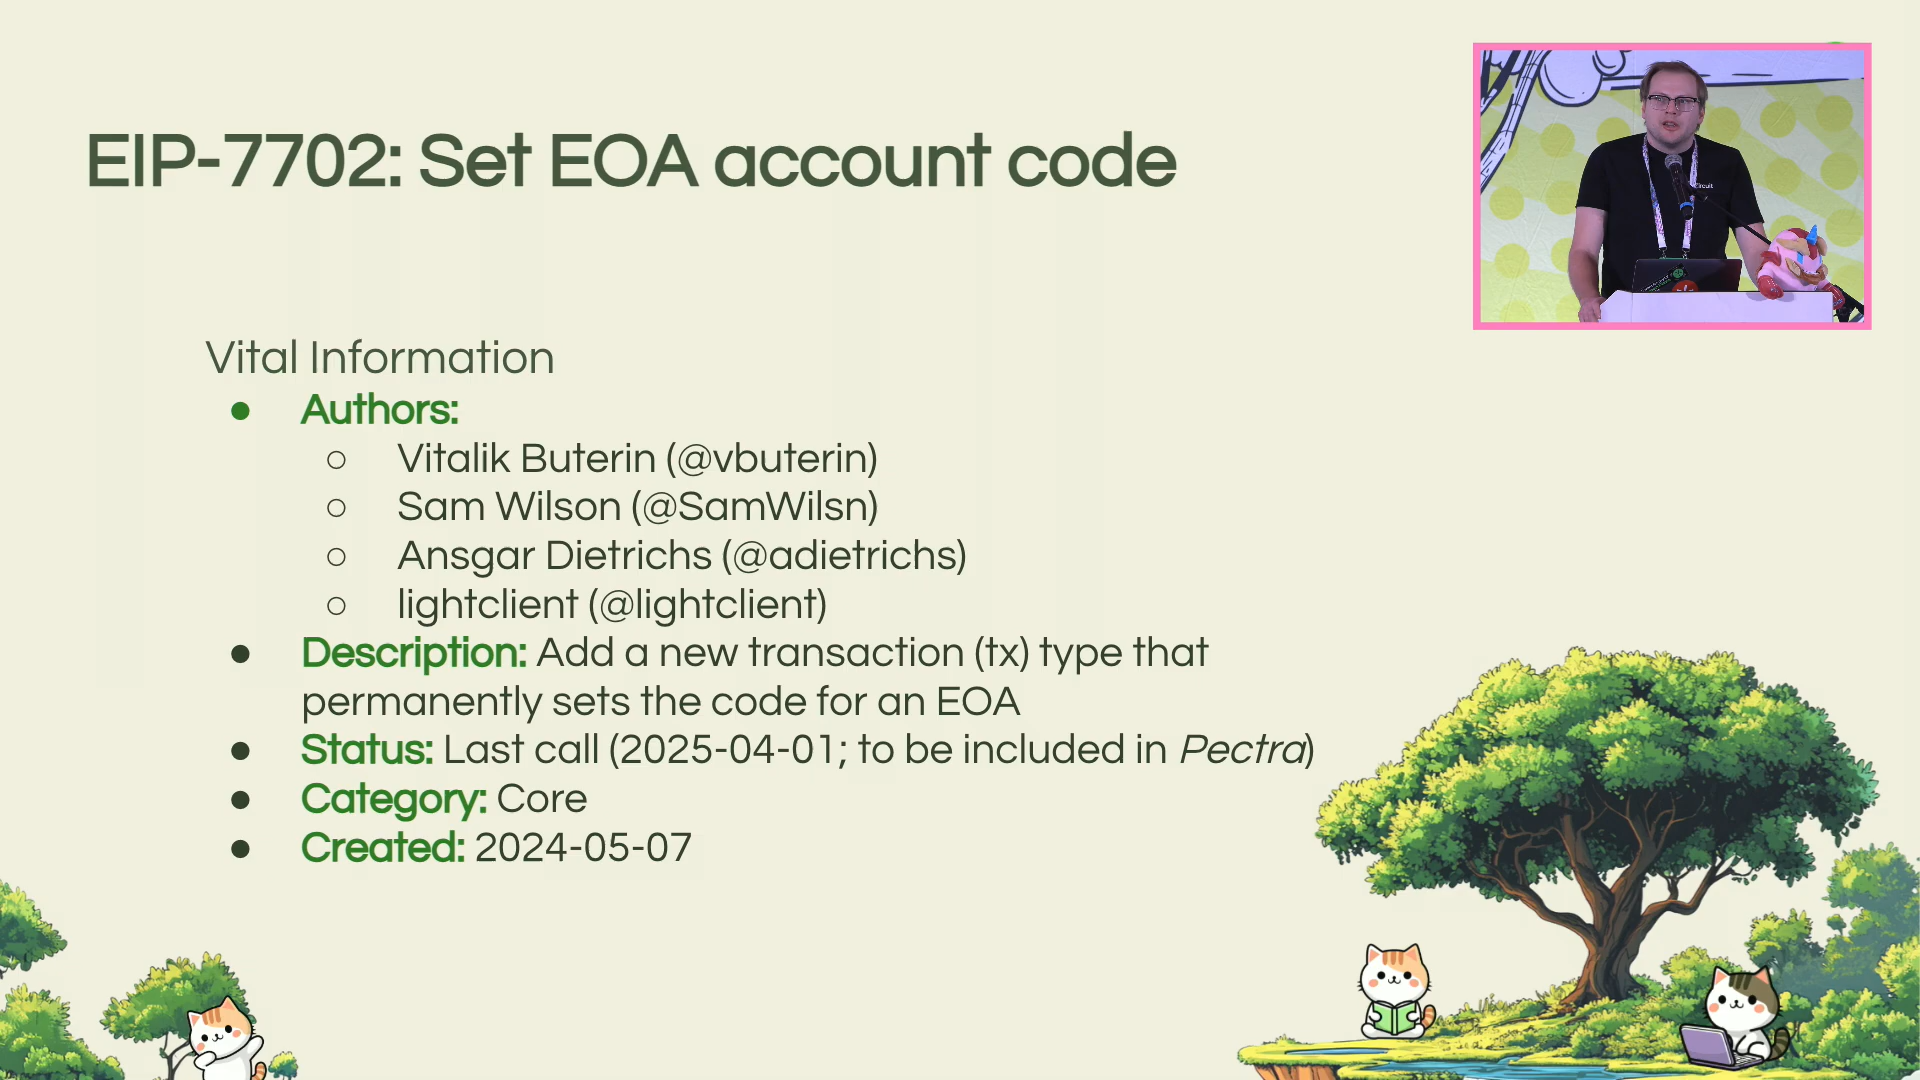 EIP-7702: Set EOA account code
Vital Information
● Authors:
○ Vitalik Buterin (@vbuterin)
○ Sam Wilson (@SamWilsn)
○ Ansgar Dietrichs (@adietrichs)
○ lightclient (@lightclient)
● Description: Add a new transaction (tx) type that
permanently sets the code for an EOA
● Status: Last call (2025-04-01; to be included in Pectra)
● Category: Core
● Created: 2024-05-07